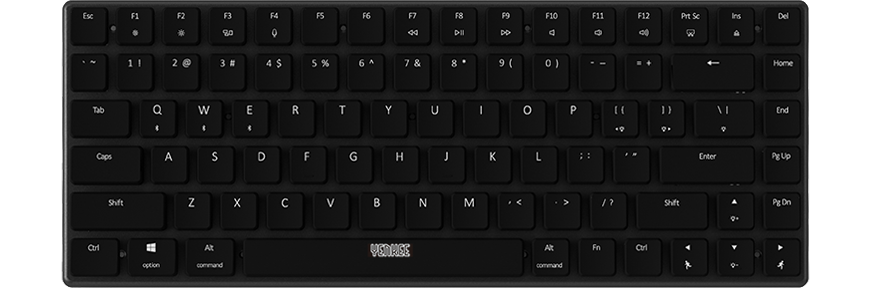 Esc F1 F2 F3 F4 F5 F6 F7 F8 F9 F10 F11 F12 Prt Sc Ins Del
` ~ 1 ! 2 @ 3 # 4 $ 5 % 6 ^ 7 & 8 * 9 ( 0 ) - _ = + ← Home
Tab Q W E R T Y U I O P [ { ] } \ | End
Caps A S D F G H J K L ; : ' " Enter Pg Up
Shift Z X C V B N M , < . > / ? Shift ▲ Pg Dn
Ctrl Alt YENKEE Alt Fn Ctrl ◄ ▼ ►
option command command